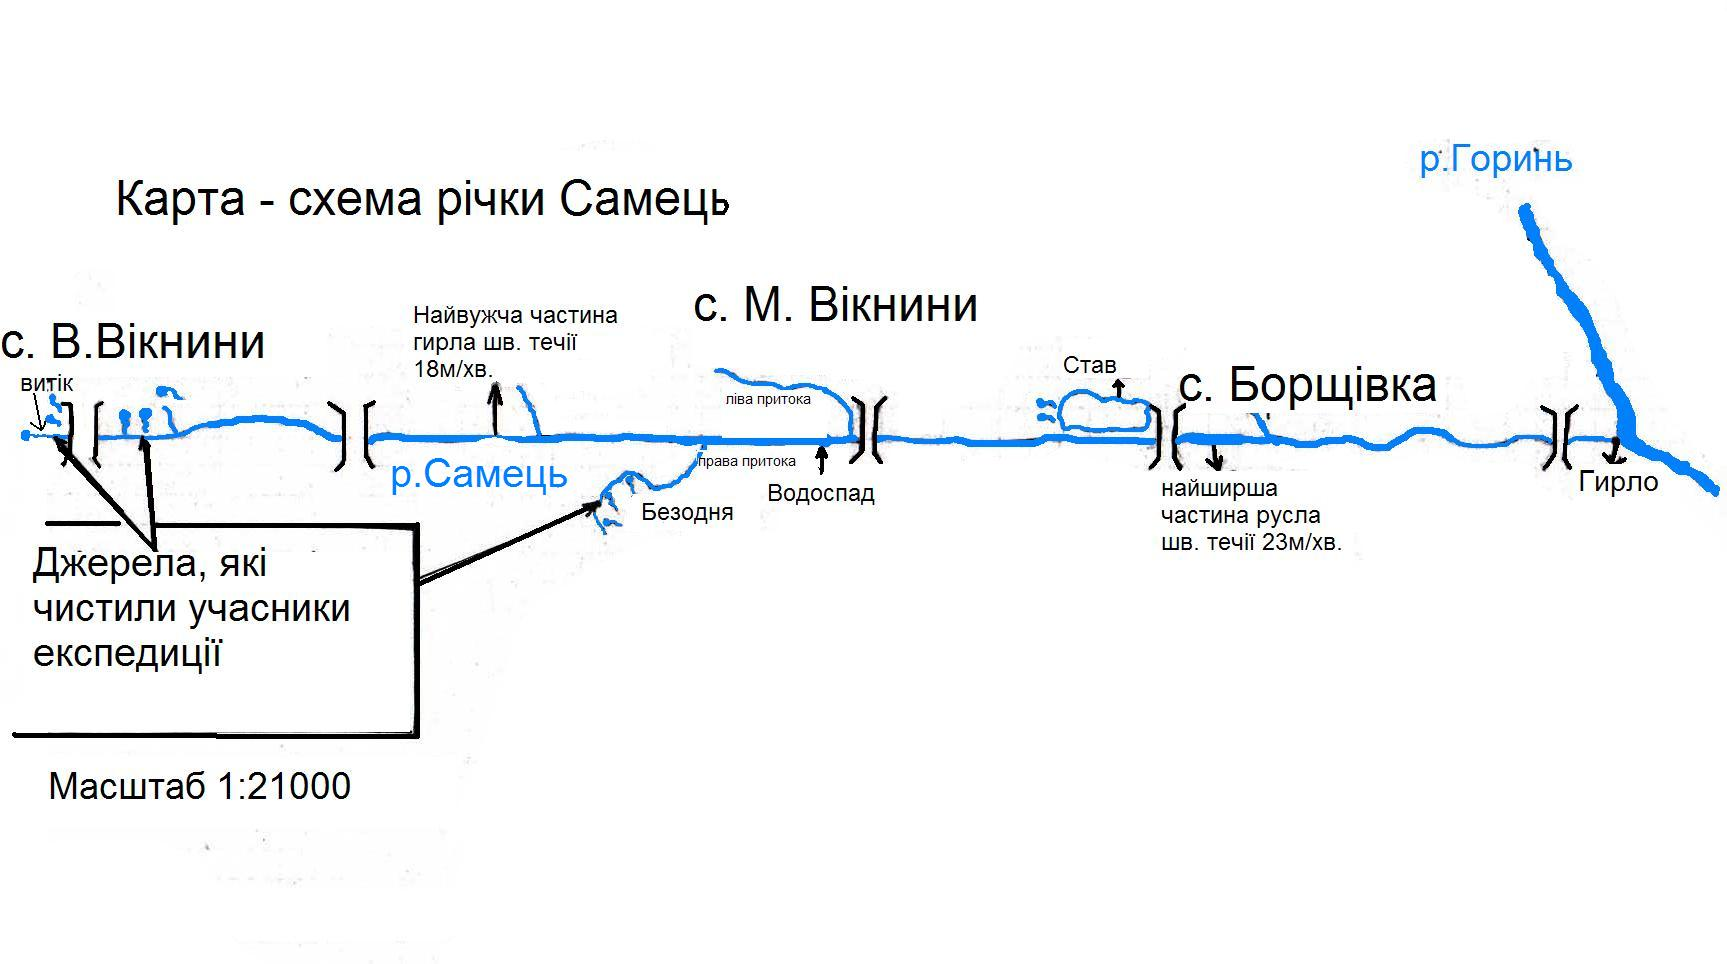 р.Горинь
Карта - схема річки Самець
с. М. Вікнини
Найвужча частина
гирла шв. течії
18м/хв.
с. В.Вікнини
витік
Став
с. Борщівка
ліва притока
р.Самець
права притока
Водоспад
Безодня
найширша
частина русла
шв. течії 23м/хв.
Гирло
Джерела, які
чистили учасники
експедиції
Масштаб 1:21000